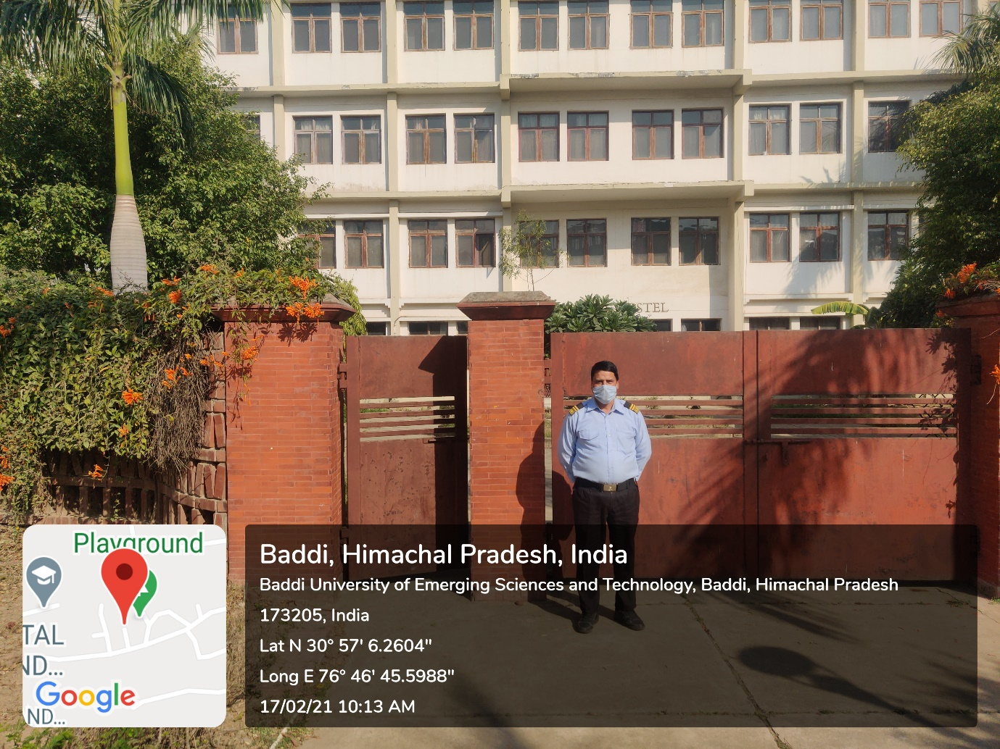 STEL
Playground
TAL
ND...
Google
ND...
Baddi, Himachal Pradesh, India
Baddi University of Emerging Sciences and Technology, Baddi, Himachal Pradesh
173205, India
Lat N 30° 57' 6.2604"
Long E 76° 46' 45.5988"
17/02/21 10:13 AM